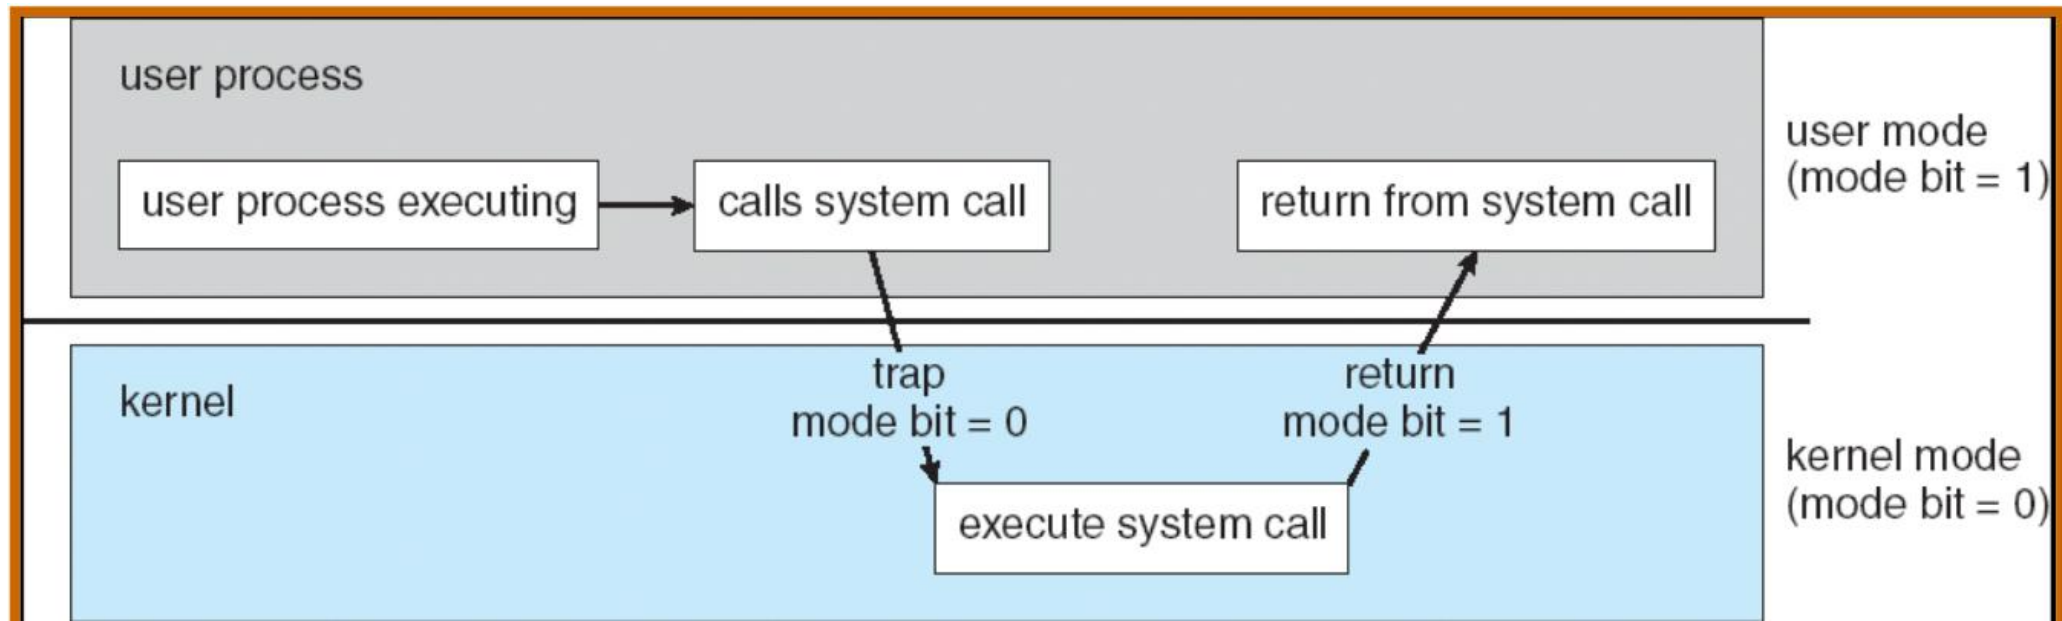 user process
user process executing
calls system call
return from system call
user mode
(mode bit = 1)
kernel
trap
mode bit = 0
return
mode bit = 1
execute system call
kernel mode
(mode bit = 0)